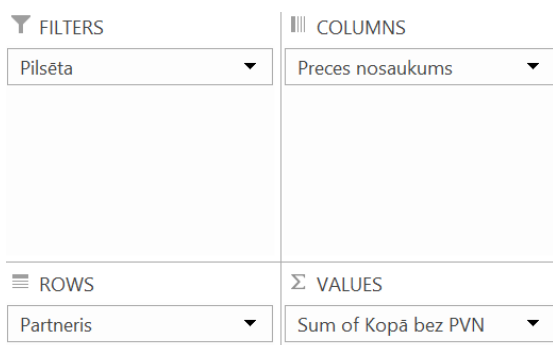 FILTERS
Pilsēta
COLUMNS
Preces nosaukums
ROWS
Partneris
Σ VALUES
Sum of Kopā bez PVN